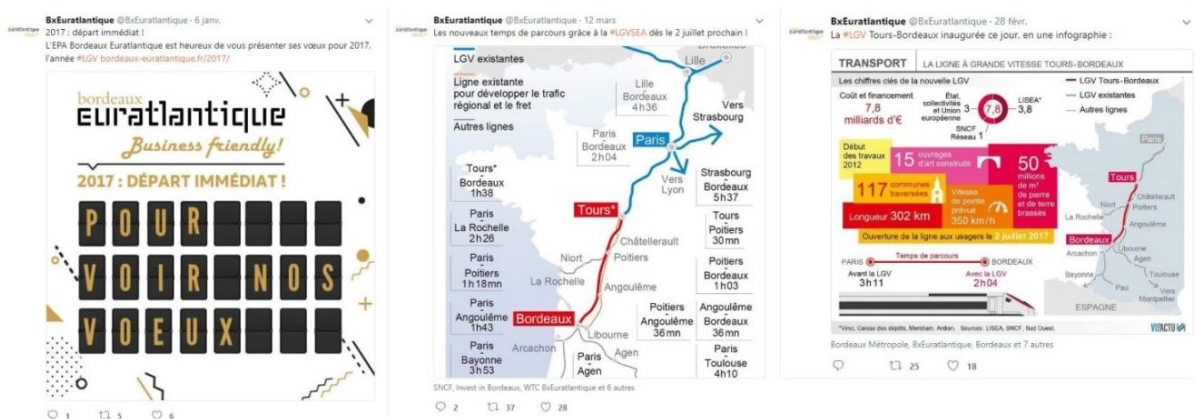 BxEuratlantique @BxEuratlantique · 6 janv.
2017 : départ immédiat !
L'EPA Bordeaux Euratlantique est heureux de vous présenter ses vœux pour 2017,
l'année #LGV bordeaux-euratlantique.fr/2017/
bordeaux
euratlantique
Business friendly!
2017 : DÉPART IMMÉDIAT !
POUR
VOIR NOS
VOEUX
1 5 6
BxEuratlantique @BxEuratlantique · 12 mars
Les nouveaux temps de parcours grâce à la #LGVSEA dès le 2 juillet prochain !
LGV existantes
Ligne existante
pour développer le trafic
régional et le fret
Autres lignes
Bruxelles
Lille
Lille
-
Bordeaux
4h36
Vers
Strasbourg
Paris
-
Bordeaux
2h04
Paris
Vers
Lyon
Tours*
-
Bordeaux
1h38
Strasbourg
-
Bordeaux
5h37
Tours*
Paris
-
La Rochelle
2h26
Tours
-
Poitiers
30mn
Châtellerault
Poitiers
Niort
La Rochelle
Angoulême
Paris
-
Poitiers
1h18mn
Poitiers
-
Bordeaux
1h03
Paris
-
Angoulême
1h43
Bordeaux
Poitiers
-
Angoulême
36mn
Angoulême
-
Bordeaux
36mn
Libourne
Arcachon
Agen
Paris
-
Bayonne
3h53
Paris
-
Agen
Paris
-
Toulouse
4h10
SNCF, Invest in Bordeaux, WTC BxEuratlantique et 6 autres
2 37 28
BxEuratlantique @BxEuratlantique · 28 févr.
La #LGV Tours-Bordeaux inaugurée ce jour, en une infographie :
TRANSPORT LA LIGNE À GRANDE VITESSE TOURS-BORDEAUX
Les chiffres clés de la nouvelle LGV
Coût et financement
7,8
milliards d'€
État,
collectivités
et Union
européenne
3
7,8
LISEA*
3,8
SNCF
Réseau
1
LGV Tours-Bordeaux
LGV existantes
Autres lignes
Début
des travaux
2012
15 ouvrages
d'art construits
50
millions
de m³
de pierre
et de terre
brassés
117 communes
traversées
Vitesse
de pointe
prévue
350 km/h
Longueur 302 km
Ouverture de la ligne aux usagers le 2 juillet 2017
Temps de parcours
PARIS BORDEAUX
Avant la LGV
3h11
Avec la LGV
2h04
Paris
Tours
Châtellerault
Poitiers
La Rochelle
Angoulême
Bordeaux
Libourne
Arcachon
Agen
Bayonne
Toulouse
Pau
Vers
Montpellier
ESPAGNE
*Vinci, Caisse des dépôts, Meridiam, Ardian. Sources: LISEA, SNCF, Sud Ouest.
VISACTU
Bordeaux Métropole, BxEuratlantique, Bordeaux et 7 autres
25 18